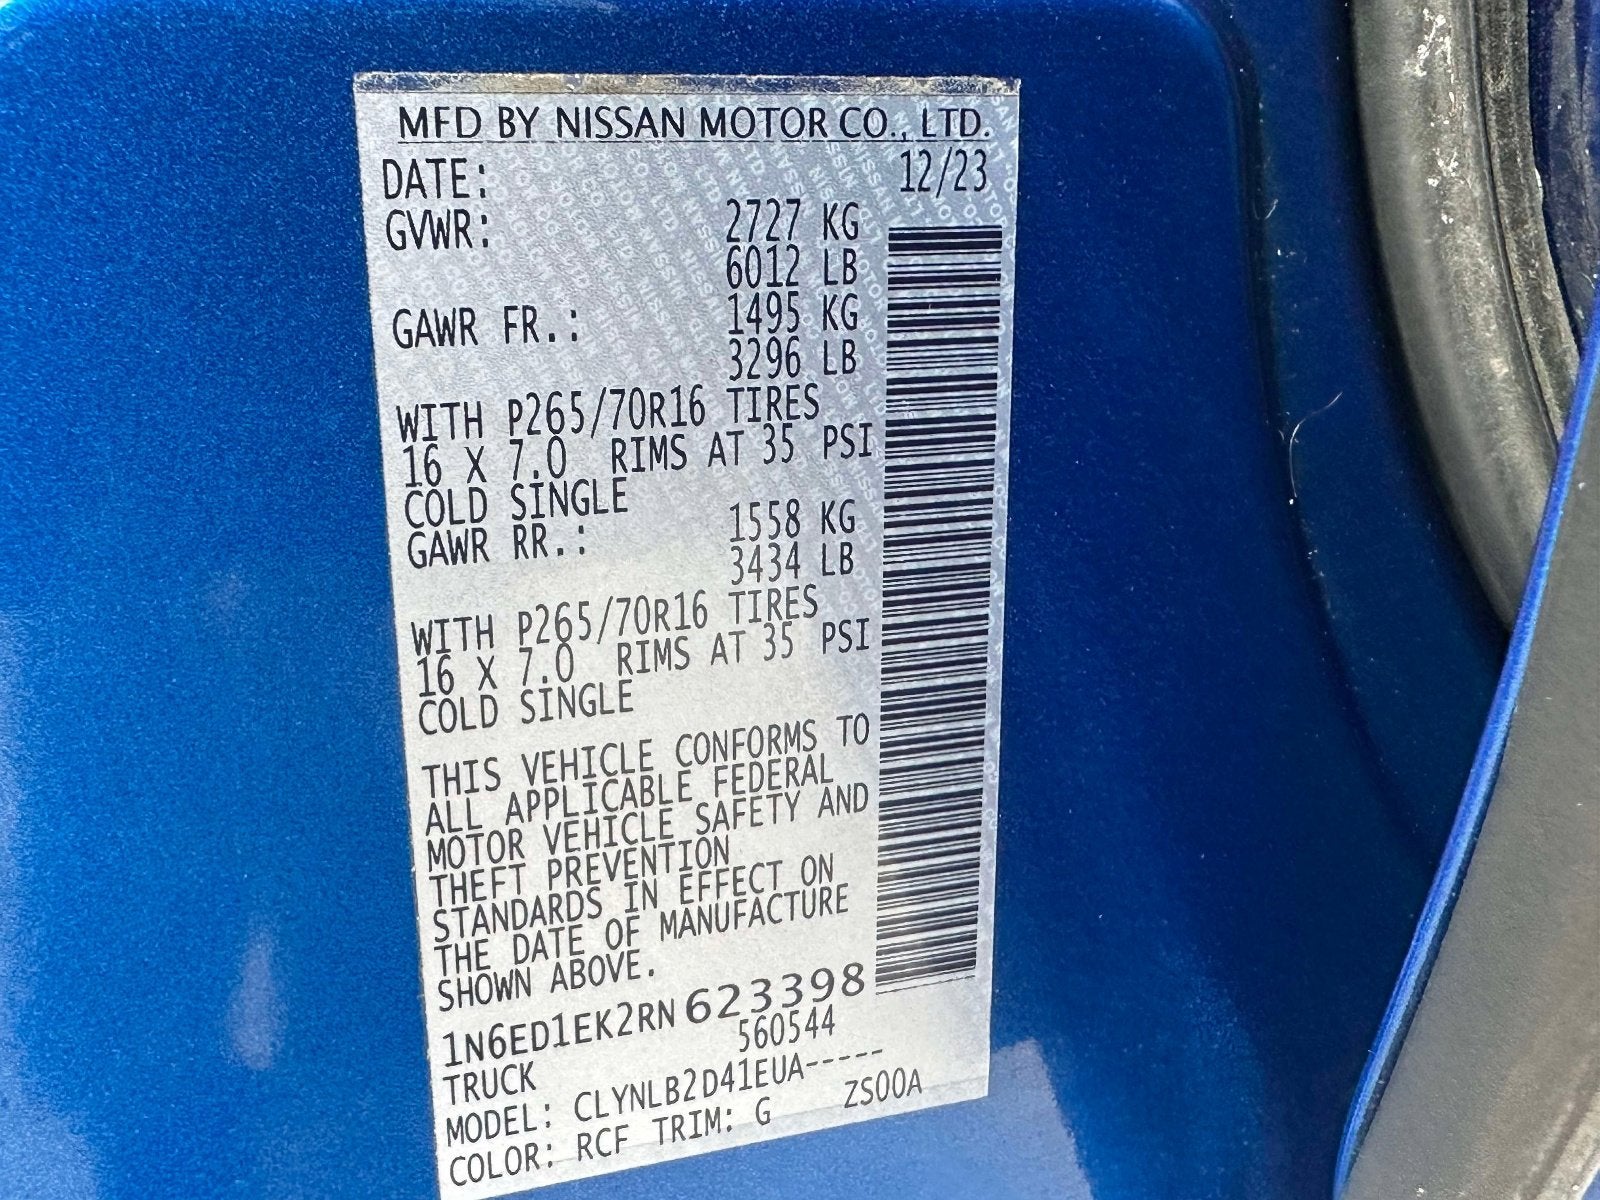 MFD BY NISSAN MOTOR CO., LTD.
DATE: 12/23
GVWR: 2727 KG
6012 LB
GAWR FR.: 1495 KG
3296 LB
WITH P265/70R16 TIRES
16 X 7.0 RIMS AT 35 PSI
COLD SINGLE
GAWR RR.: 1558 KG
3434 LB
WITH P265/70R16 TIRES
16 X 7.0 RIMS AT 35 PSI
COLD SINGLE
THIS VEHICLE CONFORMS TO
ALL APPLICABLE FEDERAL
MOTOR VEHICLE SAFETY AND
THEFT PREVENTION
STANDARDS IN EFFECT ON
THE DATE OF MANUFACTURE
SHOWN ABOVE.
1N6ED1EK2RN623398
TRUCK 560544
MODEL: CLYNLB2D41EUA-----
COLOR: RCF TRIM: G ZS00A